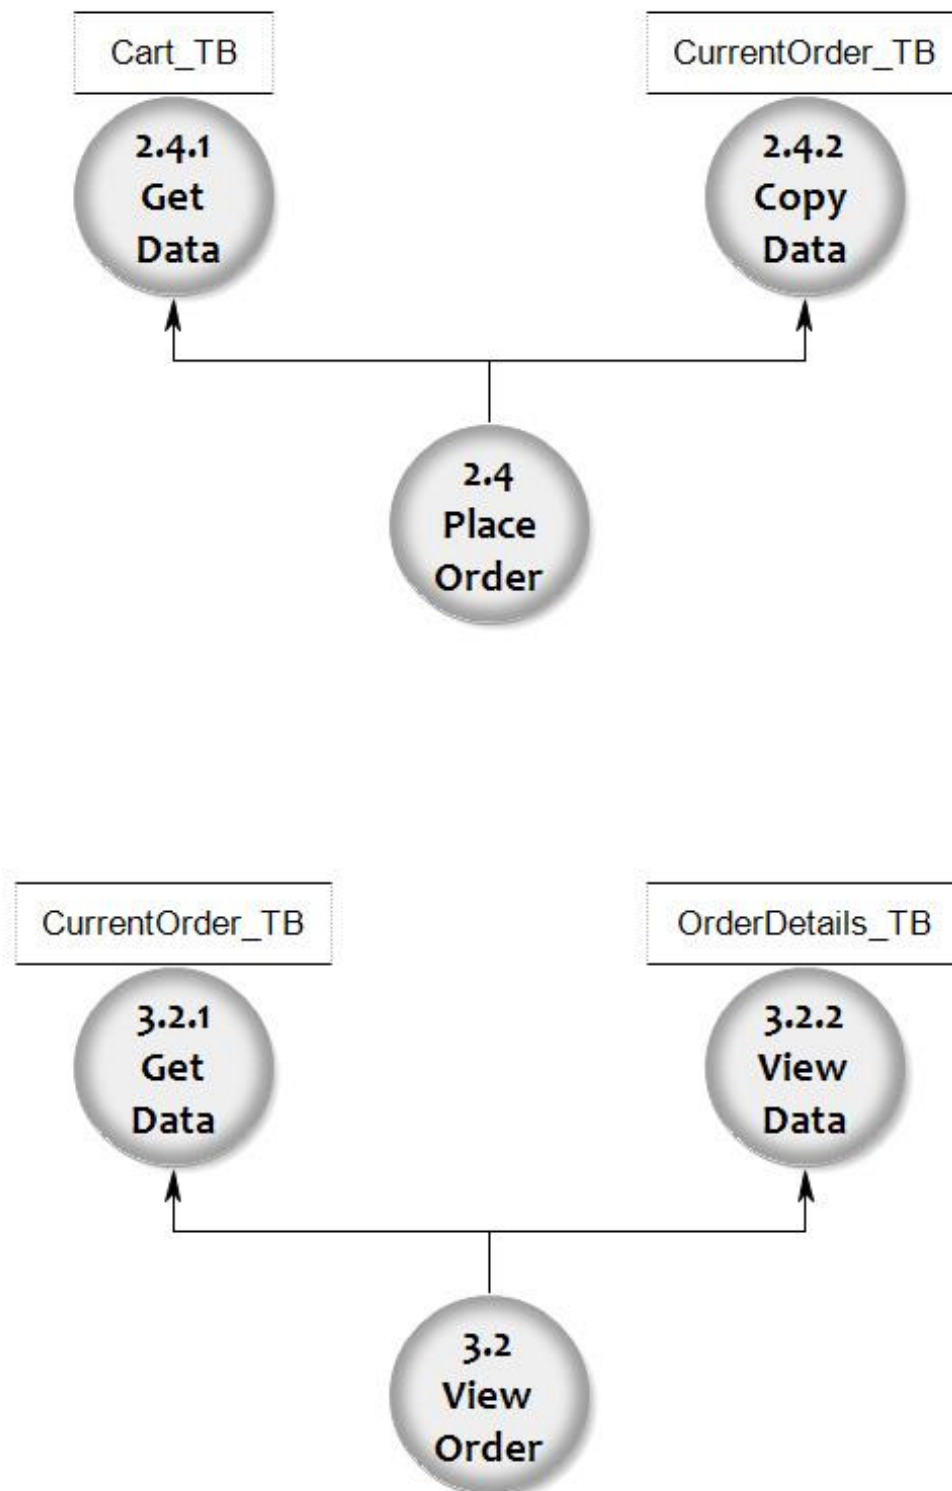 Cart_TB
CurrentOrder_TB
2.4.1
Get
Data
2.4.2
Copy
Data
2.4
Place
Order
CurrentOrder_TB
OrderDetails_TB
3.2.1
Get
Data
3.2.2
View
Data
3.2
View
Order